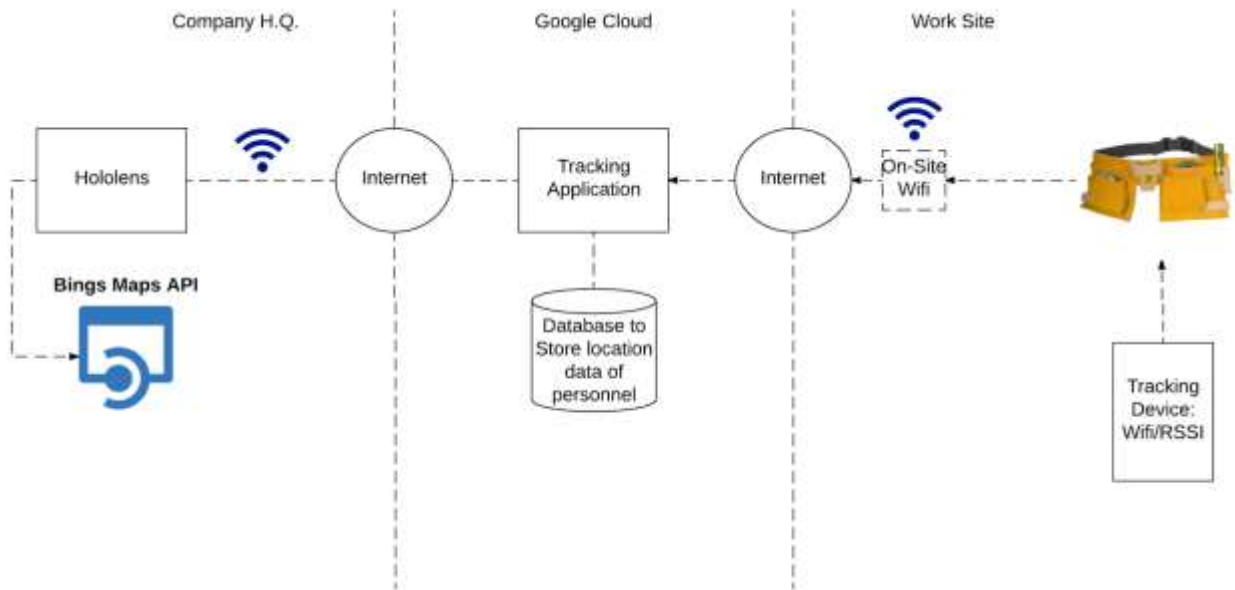 Company H.Q.
Google Cloud
Work Site
Hololens
Internet
Tracking
Application
Internet
On-Site
Wifi
Bings Maps API
Database to
Store location
data of
personnel
Tracking
Device:
Wifi/RSSI